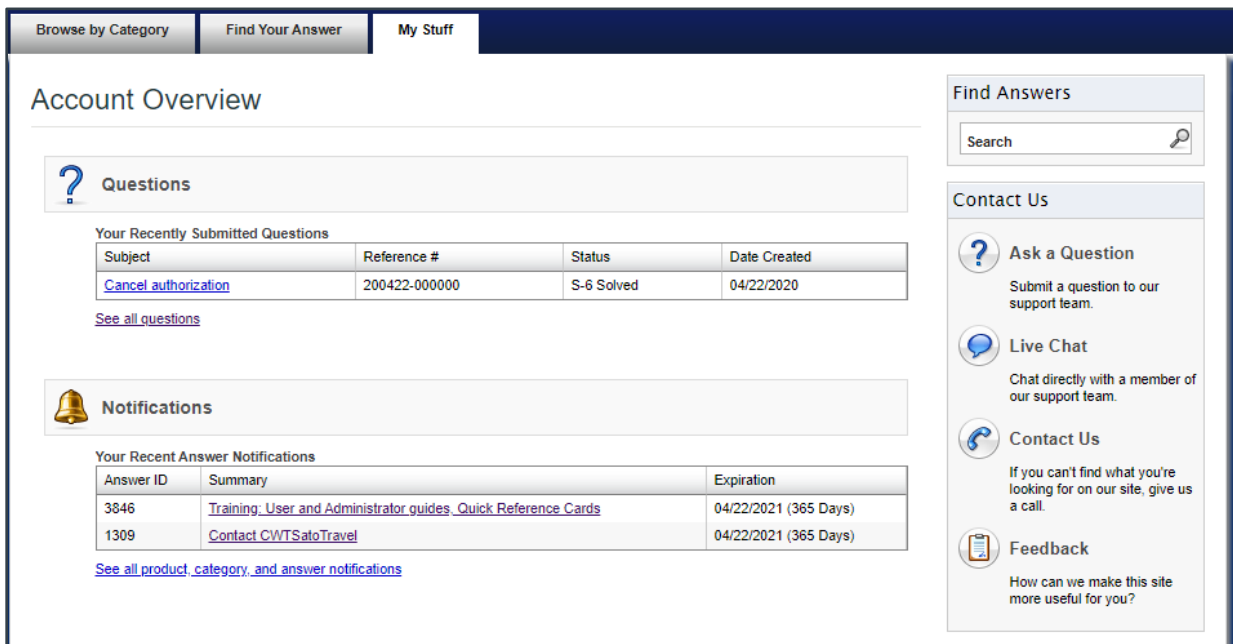 Browse by Category Find Your Answer My Stuff
Account Overview
Questions
Your Recently Submitted Questions
Subject Reference # Status Date Created
Cancel authorization 200422-000000 S-6 Solved 04/22/2020
See all questions
Notifications
Your Recent Answer Notifications
Answer ID Summary Expiration
3846 Training: User and Administrator guides, Quick Reference Cards 04/22/2021 (365 Days)
1309 Contact CWTSatoTravel 04/22/2021 (365 Days)
See all product, category, and answer notifications
Find Answers
Search
Contact Us
Ask a Question
Submit a question to our
support team.
Live Chat
Chat directly with a member of
our support team.
Contact Us
If you can't find what you're
looking for on our site, give us
a call.
Feedback
How can we make this site
more useful for you?